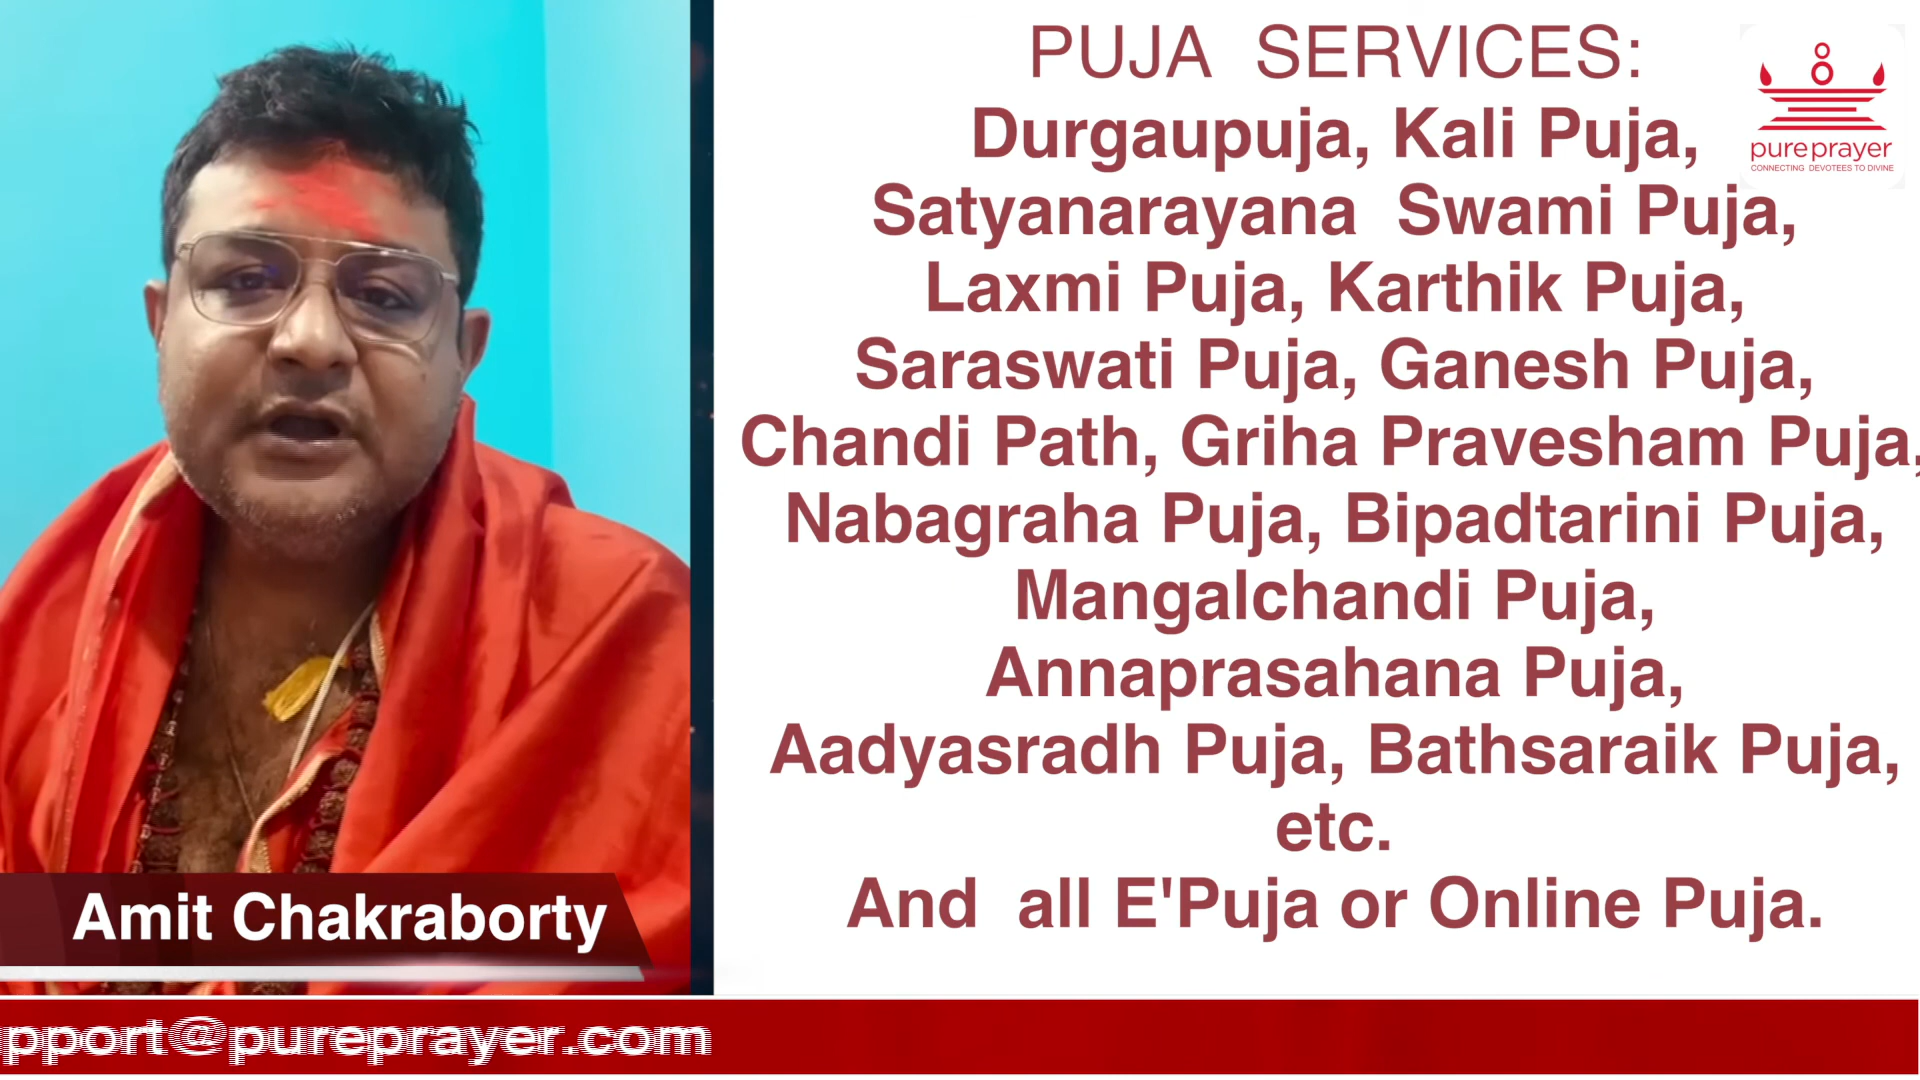 PUJA SERVICES:
Durgaupuja, Kali Puja,
Satyanarayana Swami Puja,
Laxmi Puja, Karthik Puja,
Saraswati Puja, Ganesh Puja,
Chandi Path, Griha Pravesham Puja,
Nabagraha Puja, Bipadtarini Puja,
Mangalchandi Puja,
Annaprasahana Puja,
Aadyasradh Puja, Bathsaraik Puja,
etc.
And all E'Puja or Online Puja.
pureprayer
CONNECTING DEVOTEES TO DIVINE
Amit Chakraborty
pport@pureprayer.com